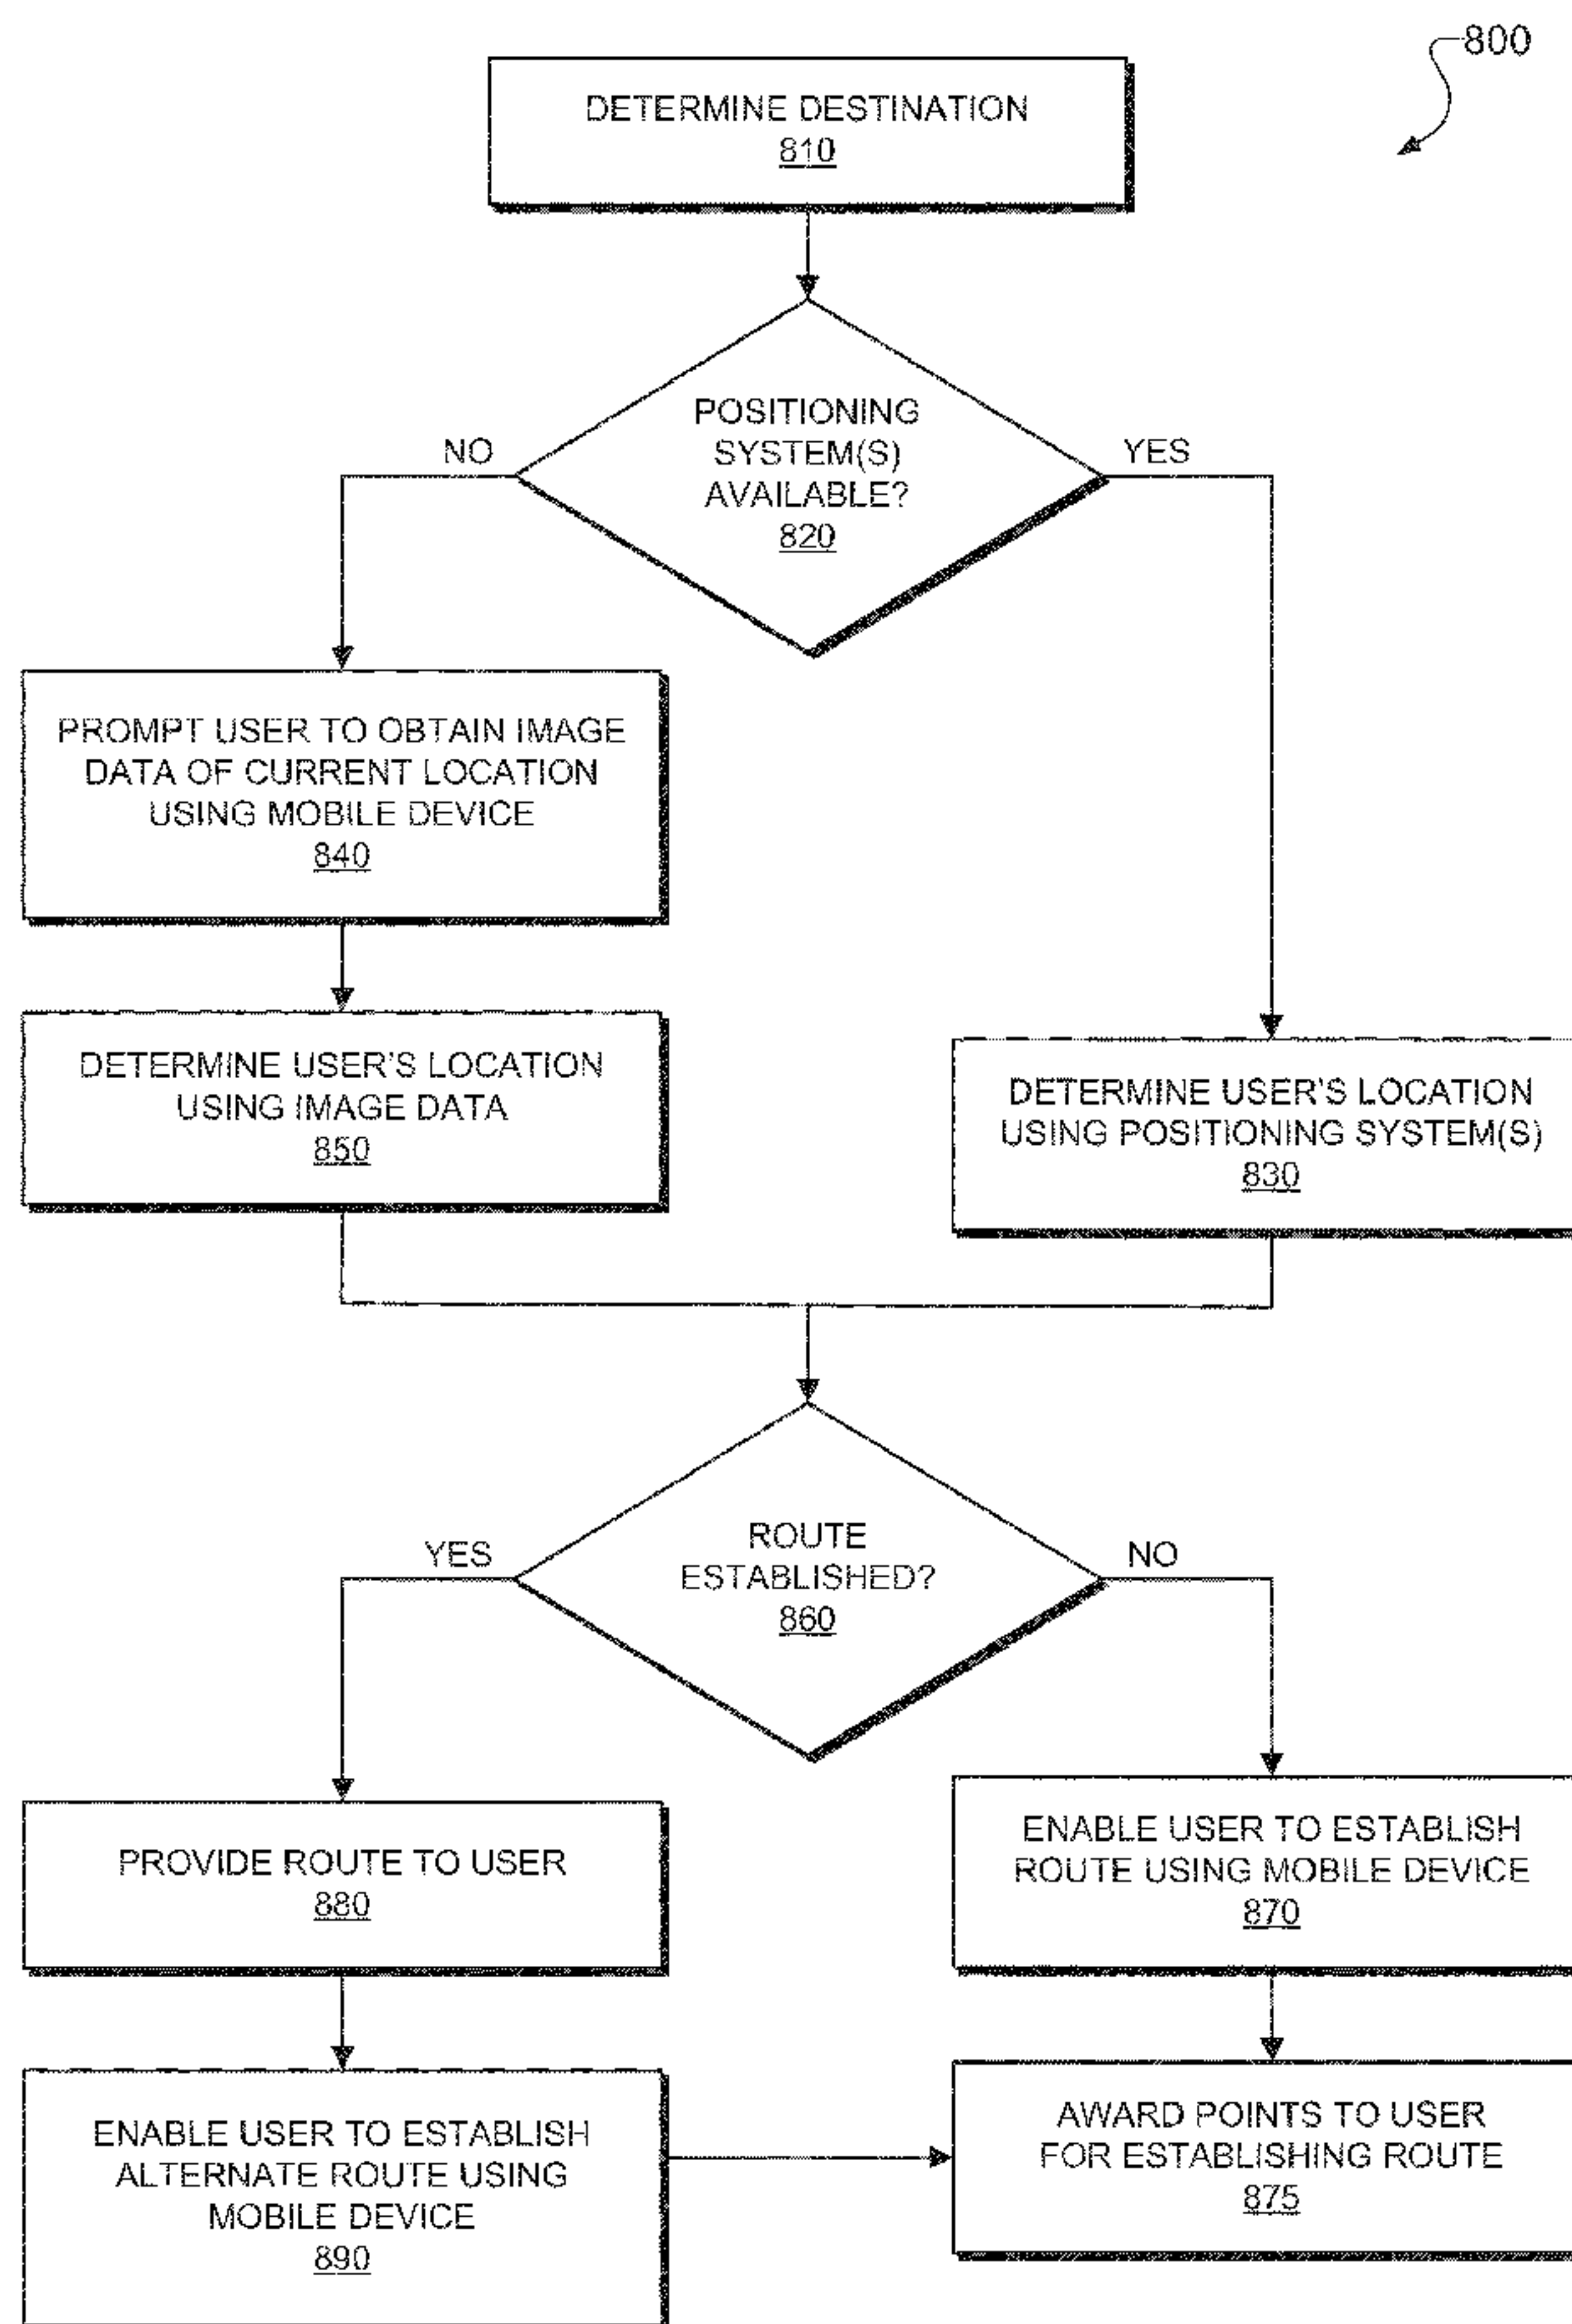 800
DETERMINE DESTINATION
810
POSITIONING
SYSTEM(S)
AVAILABLE?
820
NO
YES
PROMPT USER TO OBTAIN IMAGE
DATA OF CURRENT LOCATION
USING MOBILE DEVICE
840
DETERMINE USER'S LOCATION
USING IMAGE DATA
850
DETERMINE USER'S LOCATION
USING POSITIONING SYSTEM(S)
830
ROUTE
ESTABLISHED?
860
YES
NO
PROVIDE ROUTE TO USER
880
ENABLE USER TO ESTABLISH
ROUTE USING MOBILE DEVICE
870
ENABLE USER TO ESTABLISH
ALTERNATE ROUTE USING
MOBILE DEVICE
890
AWARD POINTS TO USER
FOR ESTABLISHING ROUTE
875